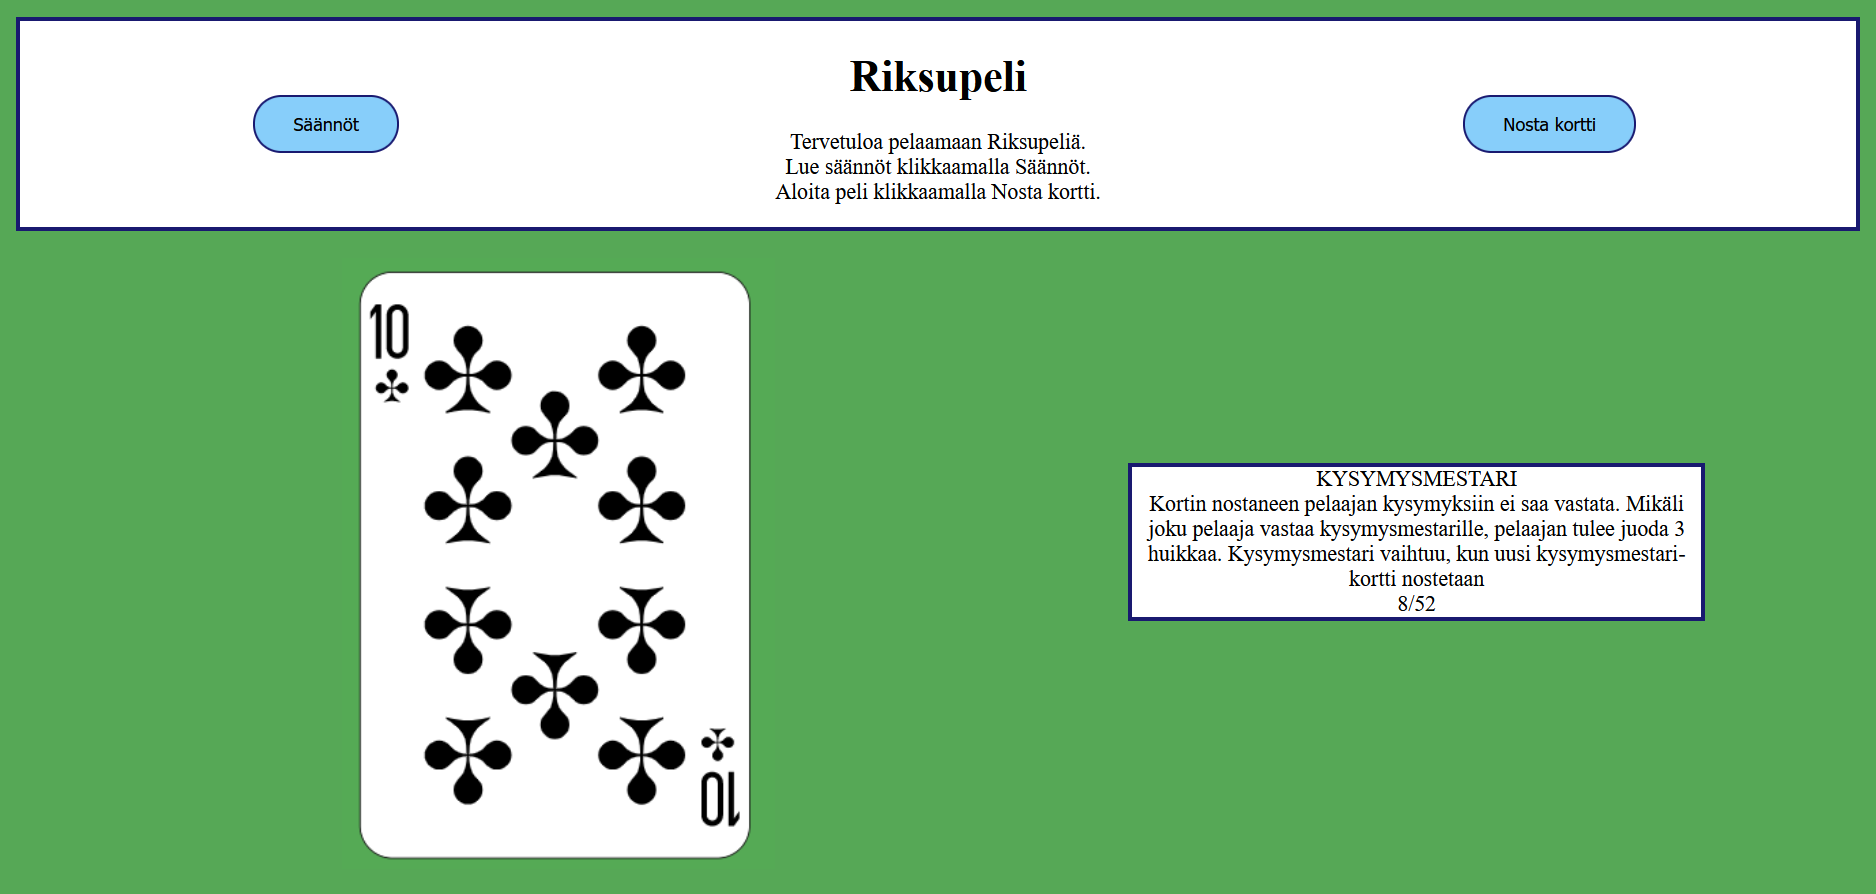 Riksupeli
Säännöt
Nosta kortti
Tervetuloa pelaamaan Riksupeliä.
Lue säännöt klikkaamalla Säännöt.
Aloita peli klikkaamalla Nosta kortti.
10
KYSYMYSMESTARI
Kortin nostaneen pelaajan kysymyksiin ei saa vastata. Mikäli
joku pelaaja vastaa kysymysmestarille, pelaajan tulee juoda 3
huikkaa. Kysymysmestari vaihtuu, kun uusi kysymysmestari-
kortti nostetaan
8/52
10